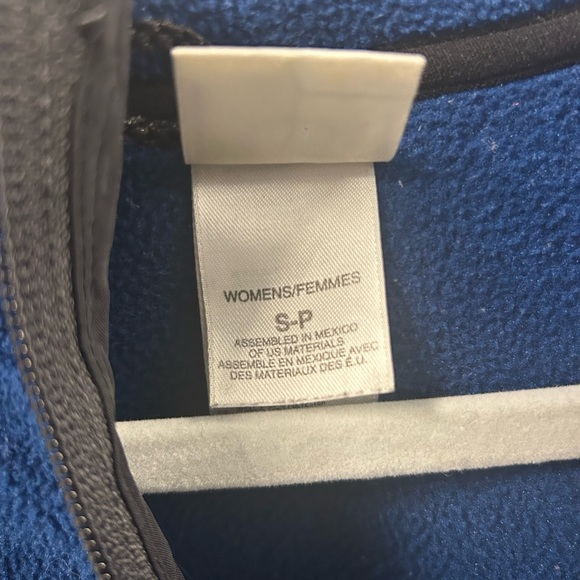 WOMENS/FEMMES
S-P
ASSEMBLED IN MEXICO
OF US MATERIALS
ASSEMBLE EN MEXIQUE AVEC
DES MATERIAUX DES É.U.